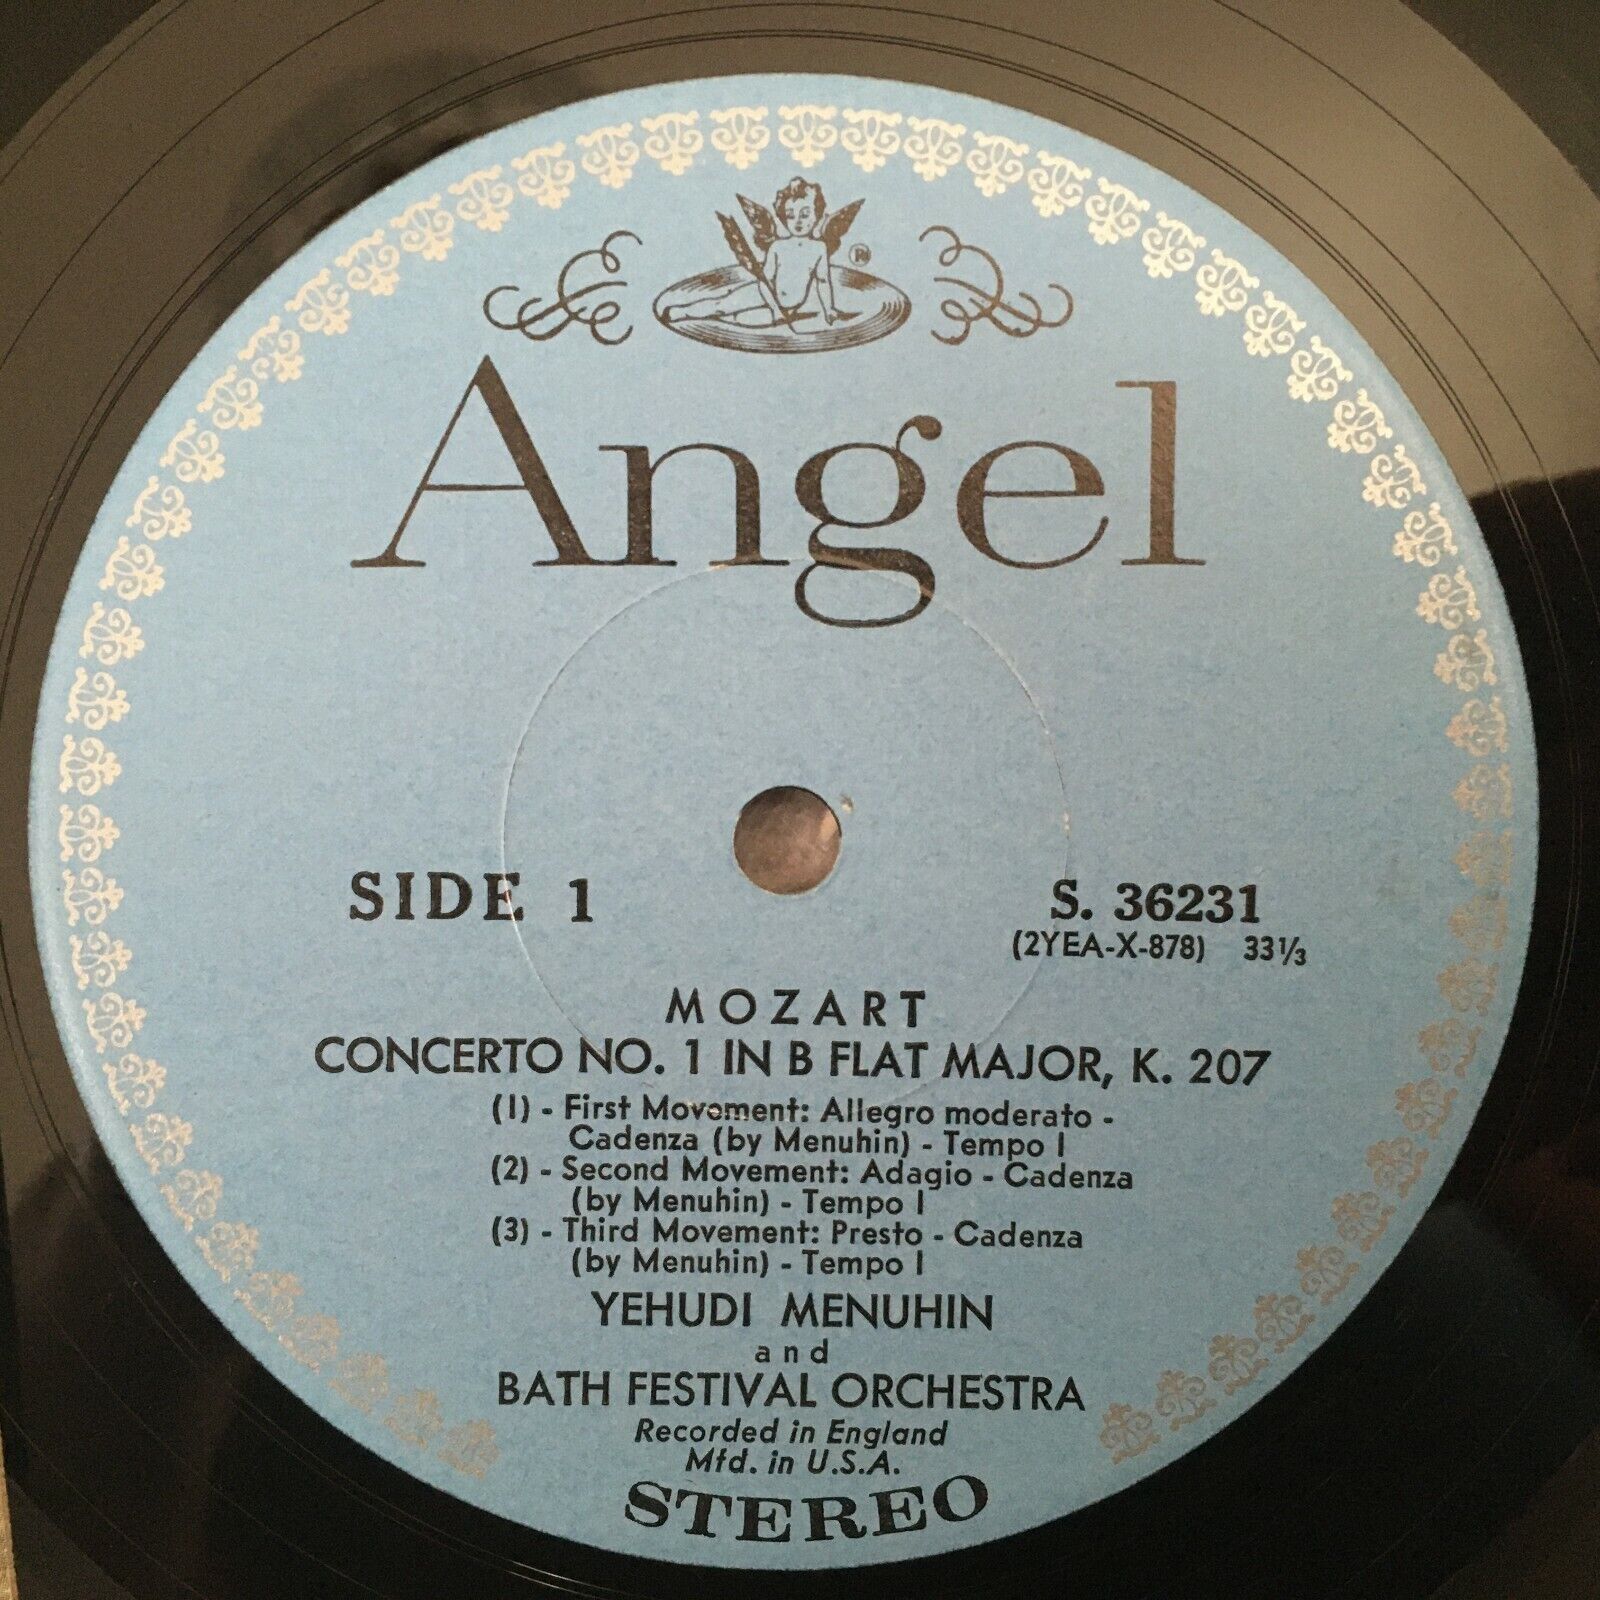 ®
Angel
SIDE 1
S. 36231
(2YEA-X-878) 33⅓
MOZART
CONCERTO NO. 1 IN B FLAT MAJOR, K. 207
(1) - First Movement: Allegro moderato -
Cadenza (by Menuhin) - Tempo I
(2) - Second Movement: Adagio - Cadenza
(by Menuhin) - Tempo I
(3) - Third Movement: Presto - Cadenza
(by Menuhin) - Tempo I
YEHUDI MENUHIN
and
BATH FESTIVAL ORCHESTRA
Recorded in England
Mfd. in U.S.A.
STEREO